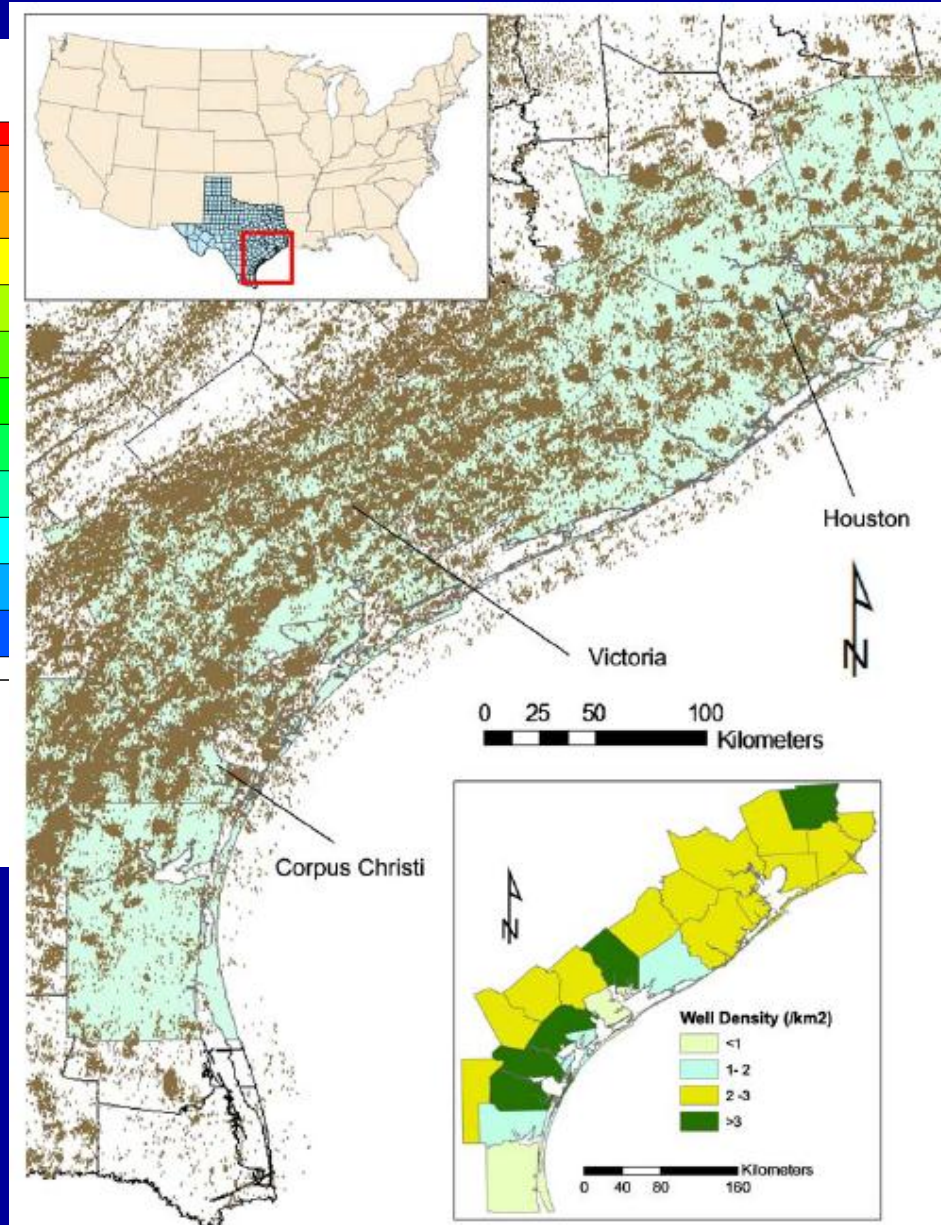 Houston
N
Victoria
0 25 50 100
Kilometers
Corpus Christi
N
Well Density (/km2)
<1
1- 2
2 -3
>3
Kilometers
0 40 80 160